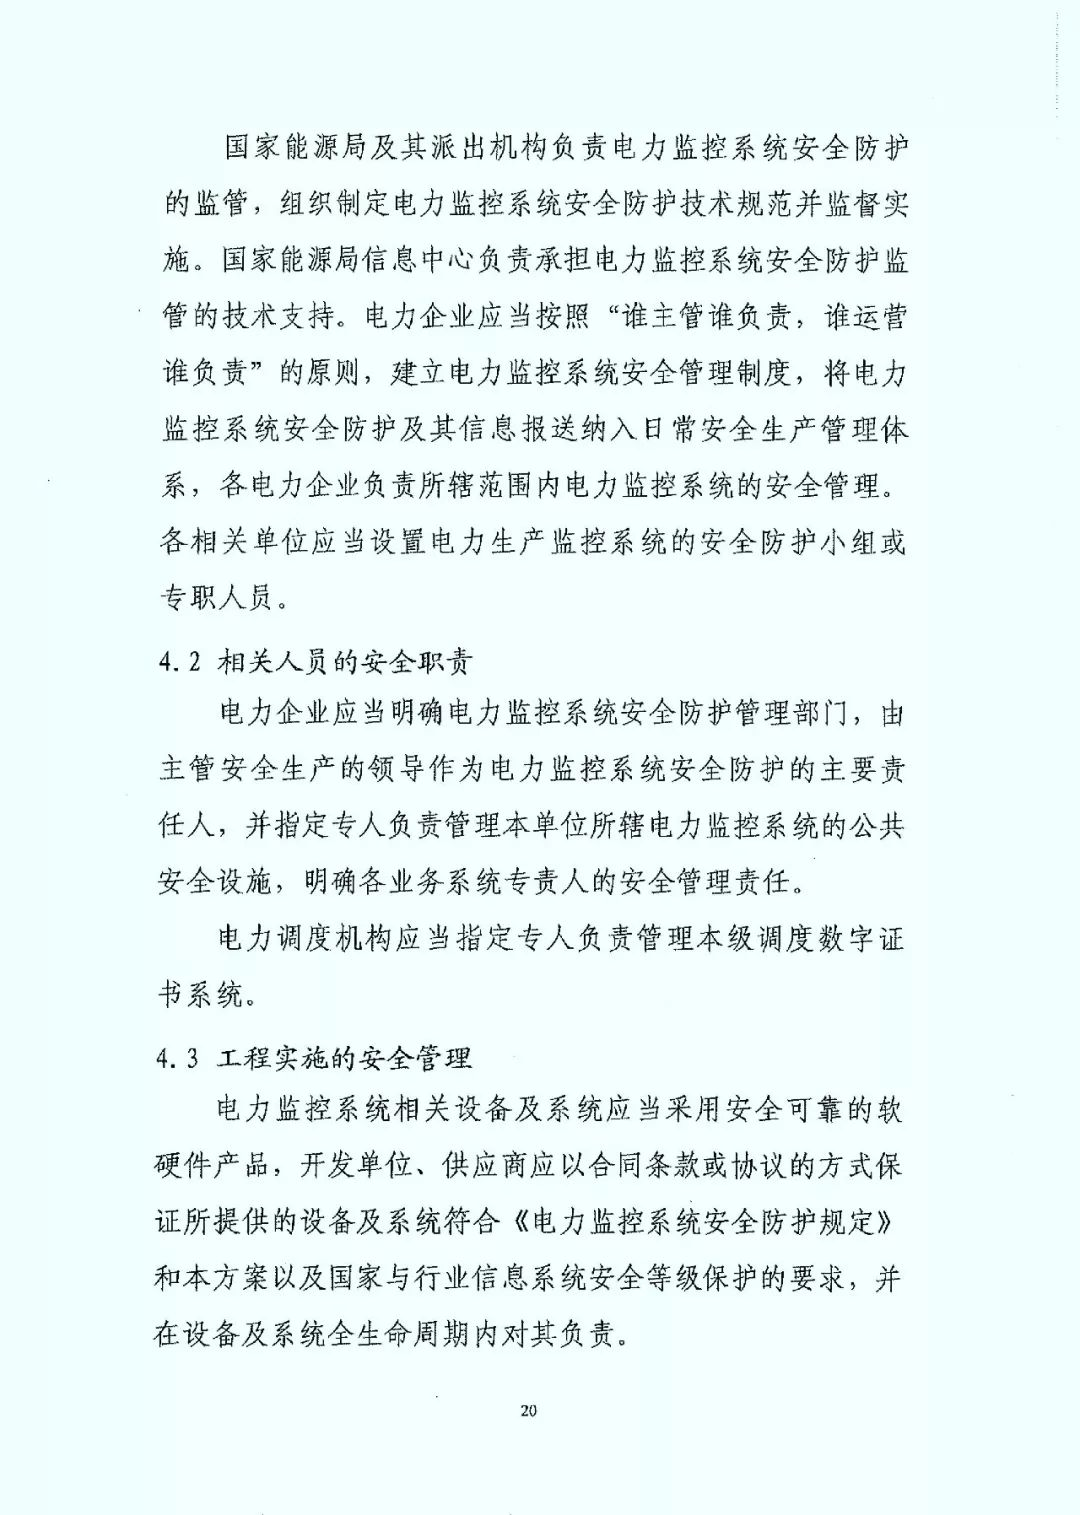 国家能源局及其派出机构负责电力监控系统安全防护
的监管，组织制定电力监控系统安全防护技术规范并监督实
施。国家能源局信息中心负责承担电力监控系统安全防护监
管的技术支持。电力企业应当按照“谁主管谁负责，谁运营
谁负责”的原则，建立电力监控系统安全管理制度，将电力
监控系统安全防护及其信息报送纳入日常安全生产管理体
系，各电力企业负责所辖范围内电力监控系统的安全管理。
各相关单位应当设置电力生产监控系统的安全防护小组或
专职人员。
4.2 相关人员的安全职责
电力企业应当明确电力监控系统安全防护管理部门，由
主管安全生产的领导作为电力监控系统安全防护的主要责
任人，并指定专人负责管理本单位所辖电力监控系统的公共
安全设施，明确各业务系统专责人的安全管理责任。
电力调度机构应当指定专人负责管理本级调度数字证
书系统。
4.3 工程实施的安全管理
电力监控系统相关设备及系统应当采用安全可靠的软
硬件产品，开发单位、供应商应以合同条款或协议的方式保
证所提供的设备及系统符合《电力监控系统安全防护规定》
和本方案以及国家与行业信息系统安全等级保护的要求，并
在设备及系统全生命周期内对其负责。
20